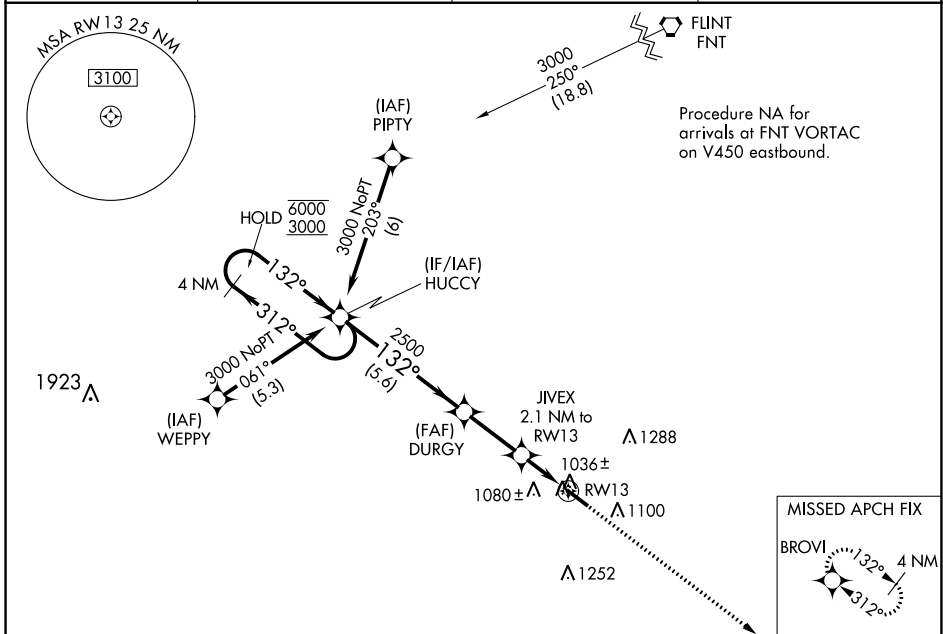 MSA RW13 25 NM
3100
FLINT
FNT
3000
250°
(18.8)
Procedure NA for
arrivals at FNT VORTAC
on V450 eastbound.
(IAF)
PIPTY
3000 NoPT
203°
(6)
HOLD 6000
3000
4 NM
132°
312°
(IF/IAF)
HUCCY
3000 NoPT
061°
(5.3)
2500
132°
(5.6)
1923
(IAF)
WEPPY
(FAF)
DURGY
JIVEX
2.1 NM to
RW13
1288
1036±
1080±
RW13
1100
1252
MISSED APCH FIX
BROVI
132°
4 NM
312°